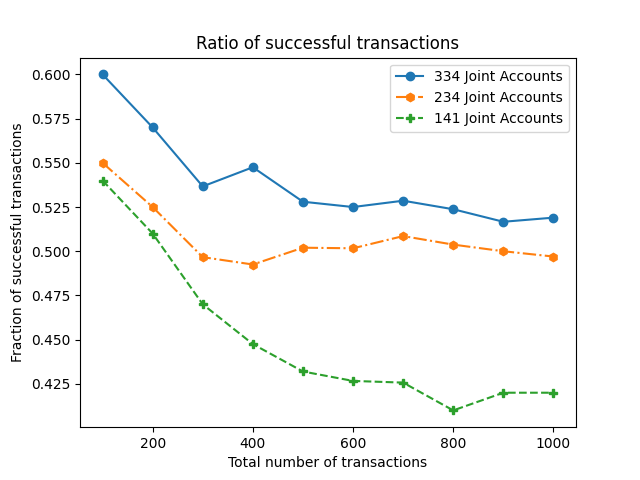 Ratio of successful transactions
334 Joint Accounts
234 Joint Accounts
141 Joint Accounts
Fraction of successful transactions
0.600
0.575
0.550
0.525
0.500
0.475
0.450
0.425
200 400 600 800 1000
Total number of transactions